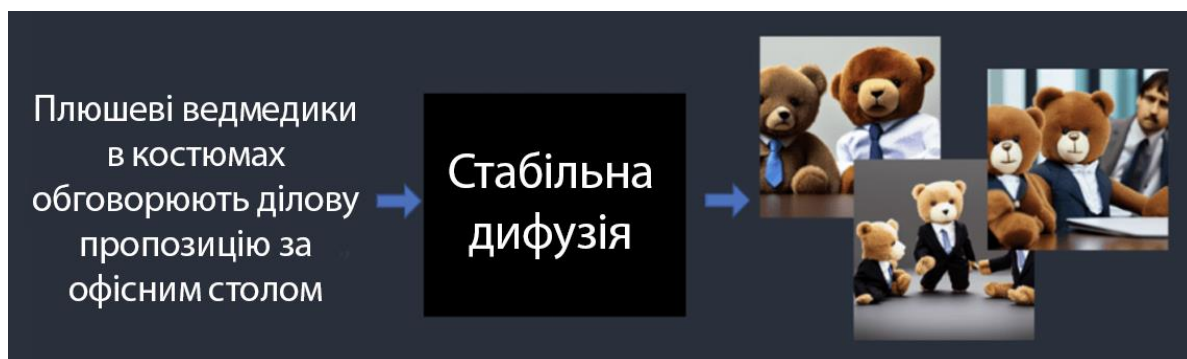 Плюшеві ведмедики
в костюмах
обговорюють ділову
пропозицію за
офісним столом
Стабільна
дифузія